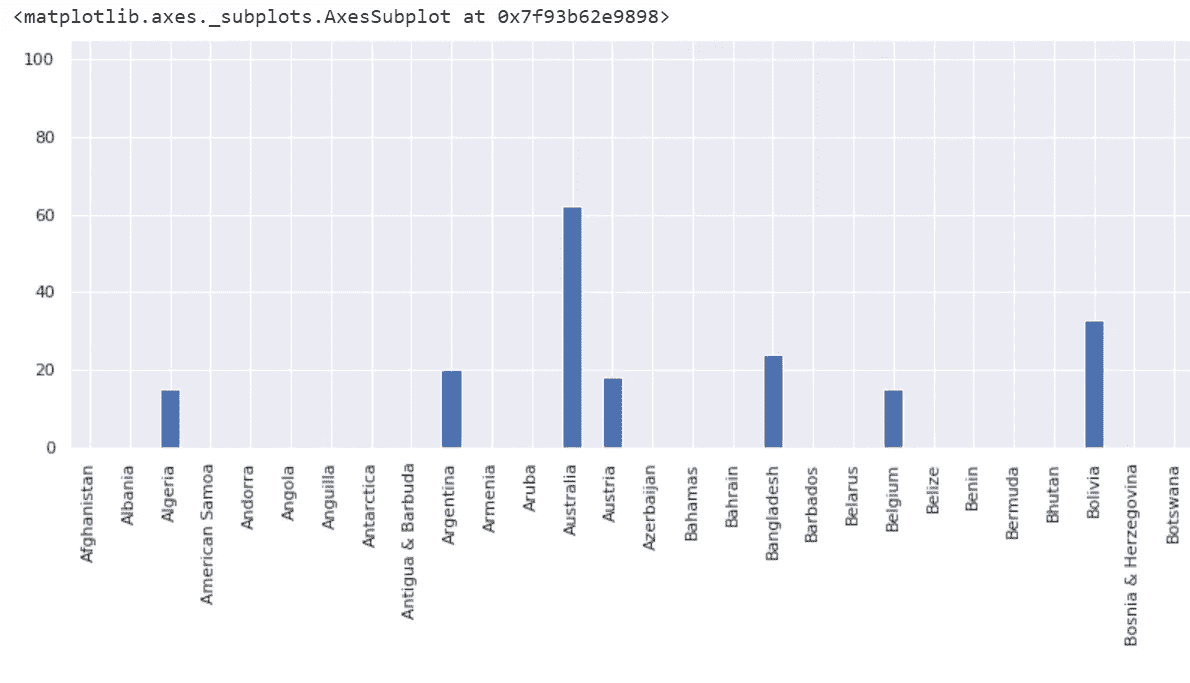 <matplotlib.axes._subplots.AxesSubplot at 0x7f93b62e9898>
100
80
60
40
20
0
Afghanistan
Albania
Algeria
American Samoa
Andorra
Angola
Anguilla
Antarctica
Antigua & Barbuda
Argentina
Armenia
Aruba
Australia
Austria
Azerbaijan
Bahamas
Bahrain
Bangladesh
Barbados
Belarus
Belgium
Belize
Benin
Bermuda
Bhutan
Bolivia
Bosnia & Herzegovina
Botswana